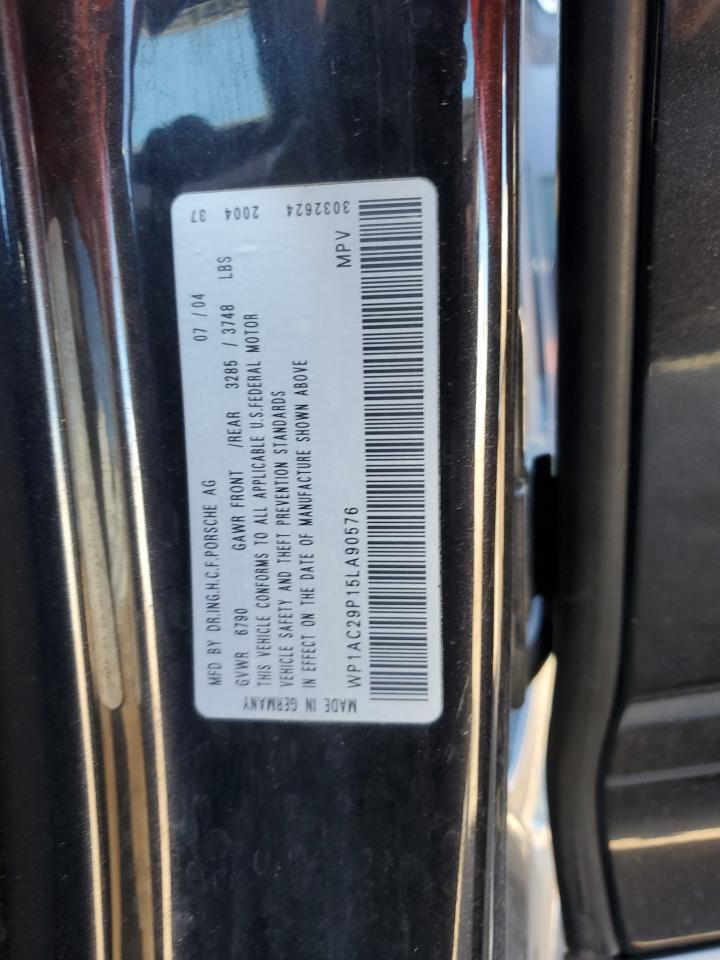 MFD BY DR.ING.H.C.F.PORSCHE AG 07 / 04
GVWR 6790 GAWR FRONT /REAR 3285 / 3748 LBS
THIS VEHICLE CONFORMS TO ALL APPLICABLE U.S.FEDERAL MOTOR
VEHICLE SAFETY AND THEFT PREVENTION STANDARDS
IN EFFECT ON THE DATE OF MANUFACTURE SHOWN ABOVE
WP1AC29P15LA90576 MPV
MADE IN GERMANY
3032624 2004 37